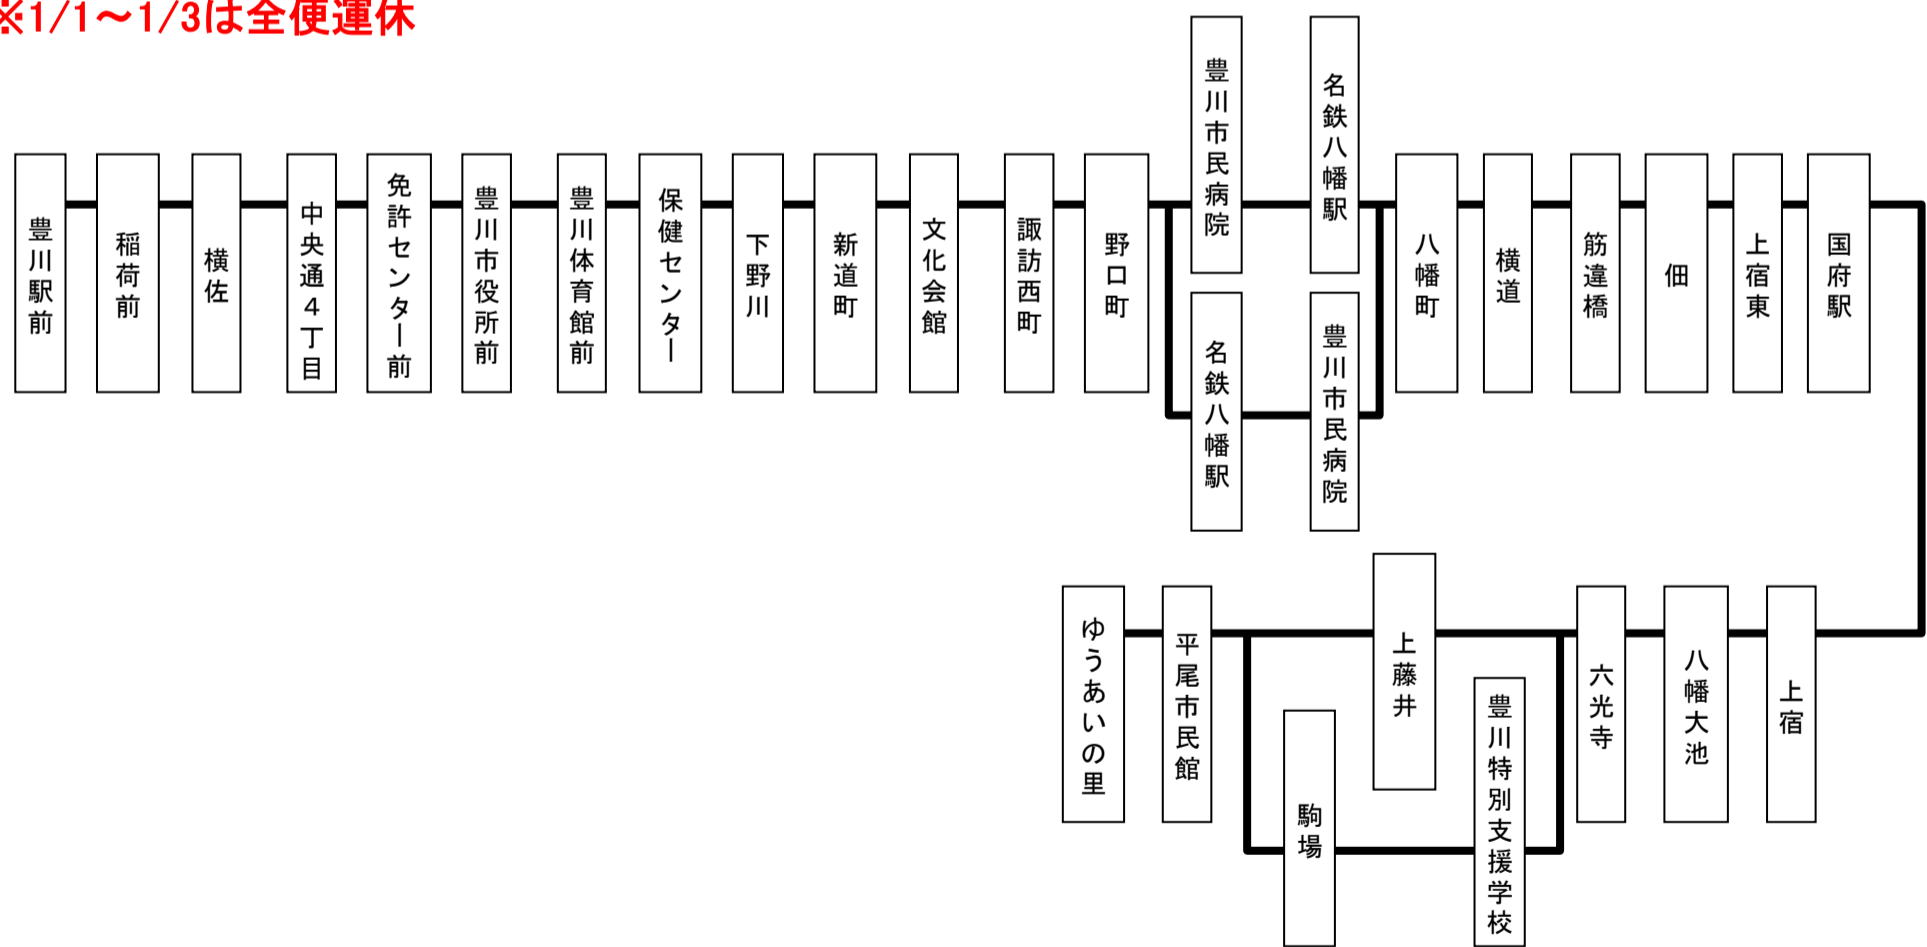 ※1/1～1/3は全便運休
豊川駅前
稲荷前
横佐
中央通４丁目
免許センター前
豊川市役所前
豊川体育館前
保健センター
下野川
新道町
文化会館
諏訪西町
野口町
豊川市民病院
名鉄八幡駅
名鉄八幡駅
豊川市民病院
八幡町
横道
筋違橋
佃
上宿東
国府駅
上宿
八幡大池
六光寺
上藤井
豊川特別支援学校
駒場
平尾市民館
ゆうあいの里